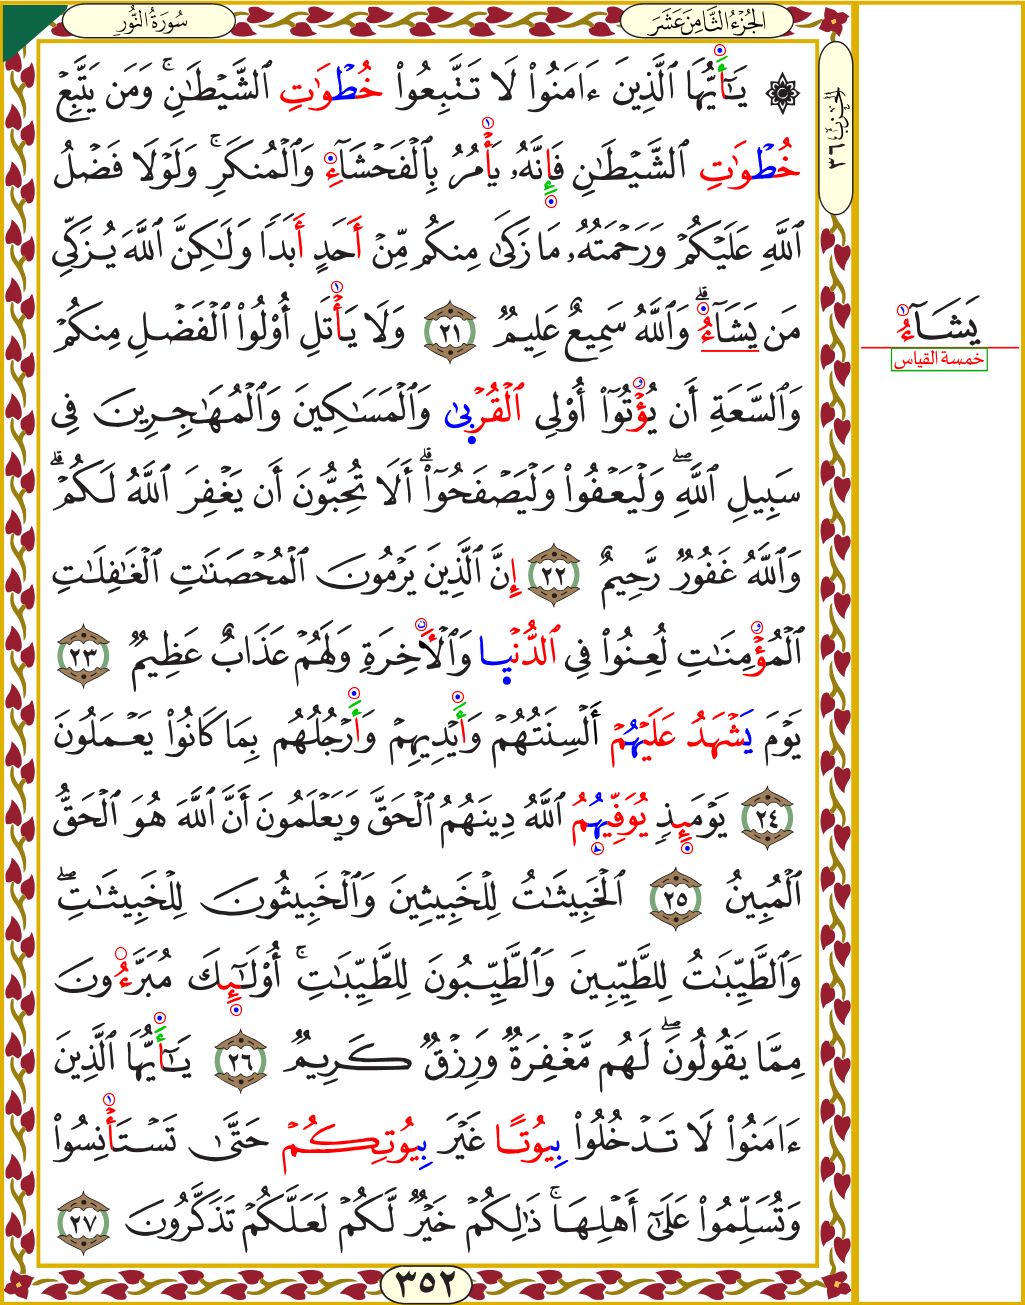 سُورَةُ النُّورِ
الجُزْءُ الثَّامِنَ عَشَرَ
الحزب ٣٦
۞ يَـٰٓأَيُّهَا ٱلَّذِينَ ءَامَنُوا۟ لَا تَتَّبِعُوا۟ خُطْوَٰتِ ٱلشَّيْطَـٰنِ ۚ وَمَن يَتَّبِعْ
خُطْوَٰتِ ٱلشَّيْطَـٰنِ فَإِنَّهُۥ يَأْمُرُ بِٱلْفَحْشَآءِ وَٱلْمُنكَرِ ۚ وَلَوْلَا فَضْلُ
ٱللَّهِ عَلَيْكُمْ وَرَحْمَتُهُۥ مَا زَكَىٰ مِنكُم مِّنْ أَحَدٍ أَبَدًا وَلَـٰكِنَّ ٱللَّهَ يُزَكِّى
مَن يَشَآءُ ۗ وَٱللَّهُ سَمِيعٌ عَلِيمٌ ٢١ وَلَا يَأْتَلِ أُو۟لُوا۟ ٱلْفَضْلِ مِنكُمْ
وَٱلسَّعَةِ أَن يُؤْتُوٓا۟ أُو۟لِى ٱلْقُرْبَىٰ وَٱلْمَسَـٰكِينَ وَٱلْمُهَـٰجِرِينَ فِى
سَبِيلِ ٱللَّهِ ۖ وَلْيَعْفُوا۟ وَلْيَصْفَحُوٓا۟ ۗ أَلَا تُحِبُّونَ أَن يَغْفِرَ ٱللَّهُ لَكُمْ ۗ
وَٱللَّهُ غَفُورٌ رَّحِيمٌ ٢٢ إِنَّ ٱلَّذِينَ يَرْمُونَ ٱلْمُحْصَنَـٰتِ ٱلْغَـٰفِلَـٰتِ
ٱلْمُؤْمِنَـٰتِ لُعِنُوا۟ فِى ٱلدُّنْيَا وَٱلْـَٔاخِرَةِ وَلَهُمْ عَذَابٌ عَظِيمٌ ٢٣
يَوْمَ يَشْهَدُ عَلَيْهُمْ أَلْسِنَتُهُمْ وَأَيْدِيهِمْ وَأَرْجُلُهُم بِمَا كَانُوا۟ يَعْمَلُونَ
٢٤ يَوْمَئِذٍ يُوَفِّيهُمُ ٱللَّهُ دِينَهُمُ ٱلْحَقَّ وَيَعْلَمُونَ أَنَّ ٱللَّهَ هُوَ ٱلْحَقُّ
ٱلْمُبِينُ ٢٥ ٱلْخَبِيثَـٰتُ لِلْخَبِيثِينَ وَٱلْخَبِيثُونَ لِلْخَبِيثَـٰتِ ۖ
وَٱلطَّيِّبَـٰتُ لِلطَّيِّبِينَ وَٱلطَّيِّبُونَ لِلطَّيِّبَـٰتِ ۚ أُو۟لَـٰٓئِكَ مُبَرَّءُونَ
مِمَّا يَقُولُونَ ۖ لَهُم مَّغْفِرَةٌ وَرِزْقٌ كَرِيمٌ ٢٦ يَـٰٓأَيُّهَا ٱلَّذِينَ
ءَامَنُوا۟ لَا تَدْخُلُوا۟ بِيُوتًا غَيْرَ بِيُوتِكُمْ حَتَّىٰ تَسْتَأْنِسُوا۟
وَتُسَلِّمُوا۟ عَلَىٰٓ أَهْلِهَا ۚ ذَٰلِكُمْ خَيْرٌ لَّكُمْ لَعَلَّكُمْ تَذَكَّرُونَ ٢٧
يَشَآءُ
خمسة القياس
٣٥٢